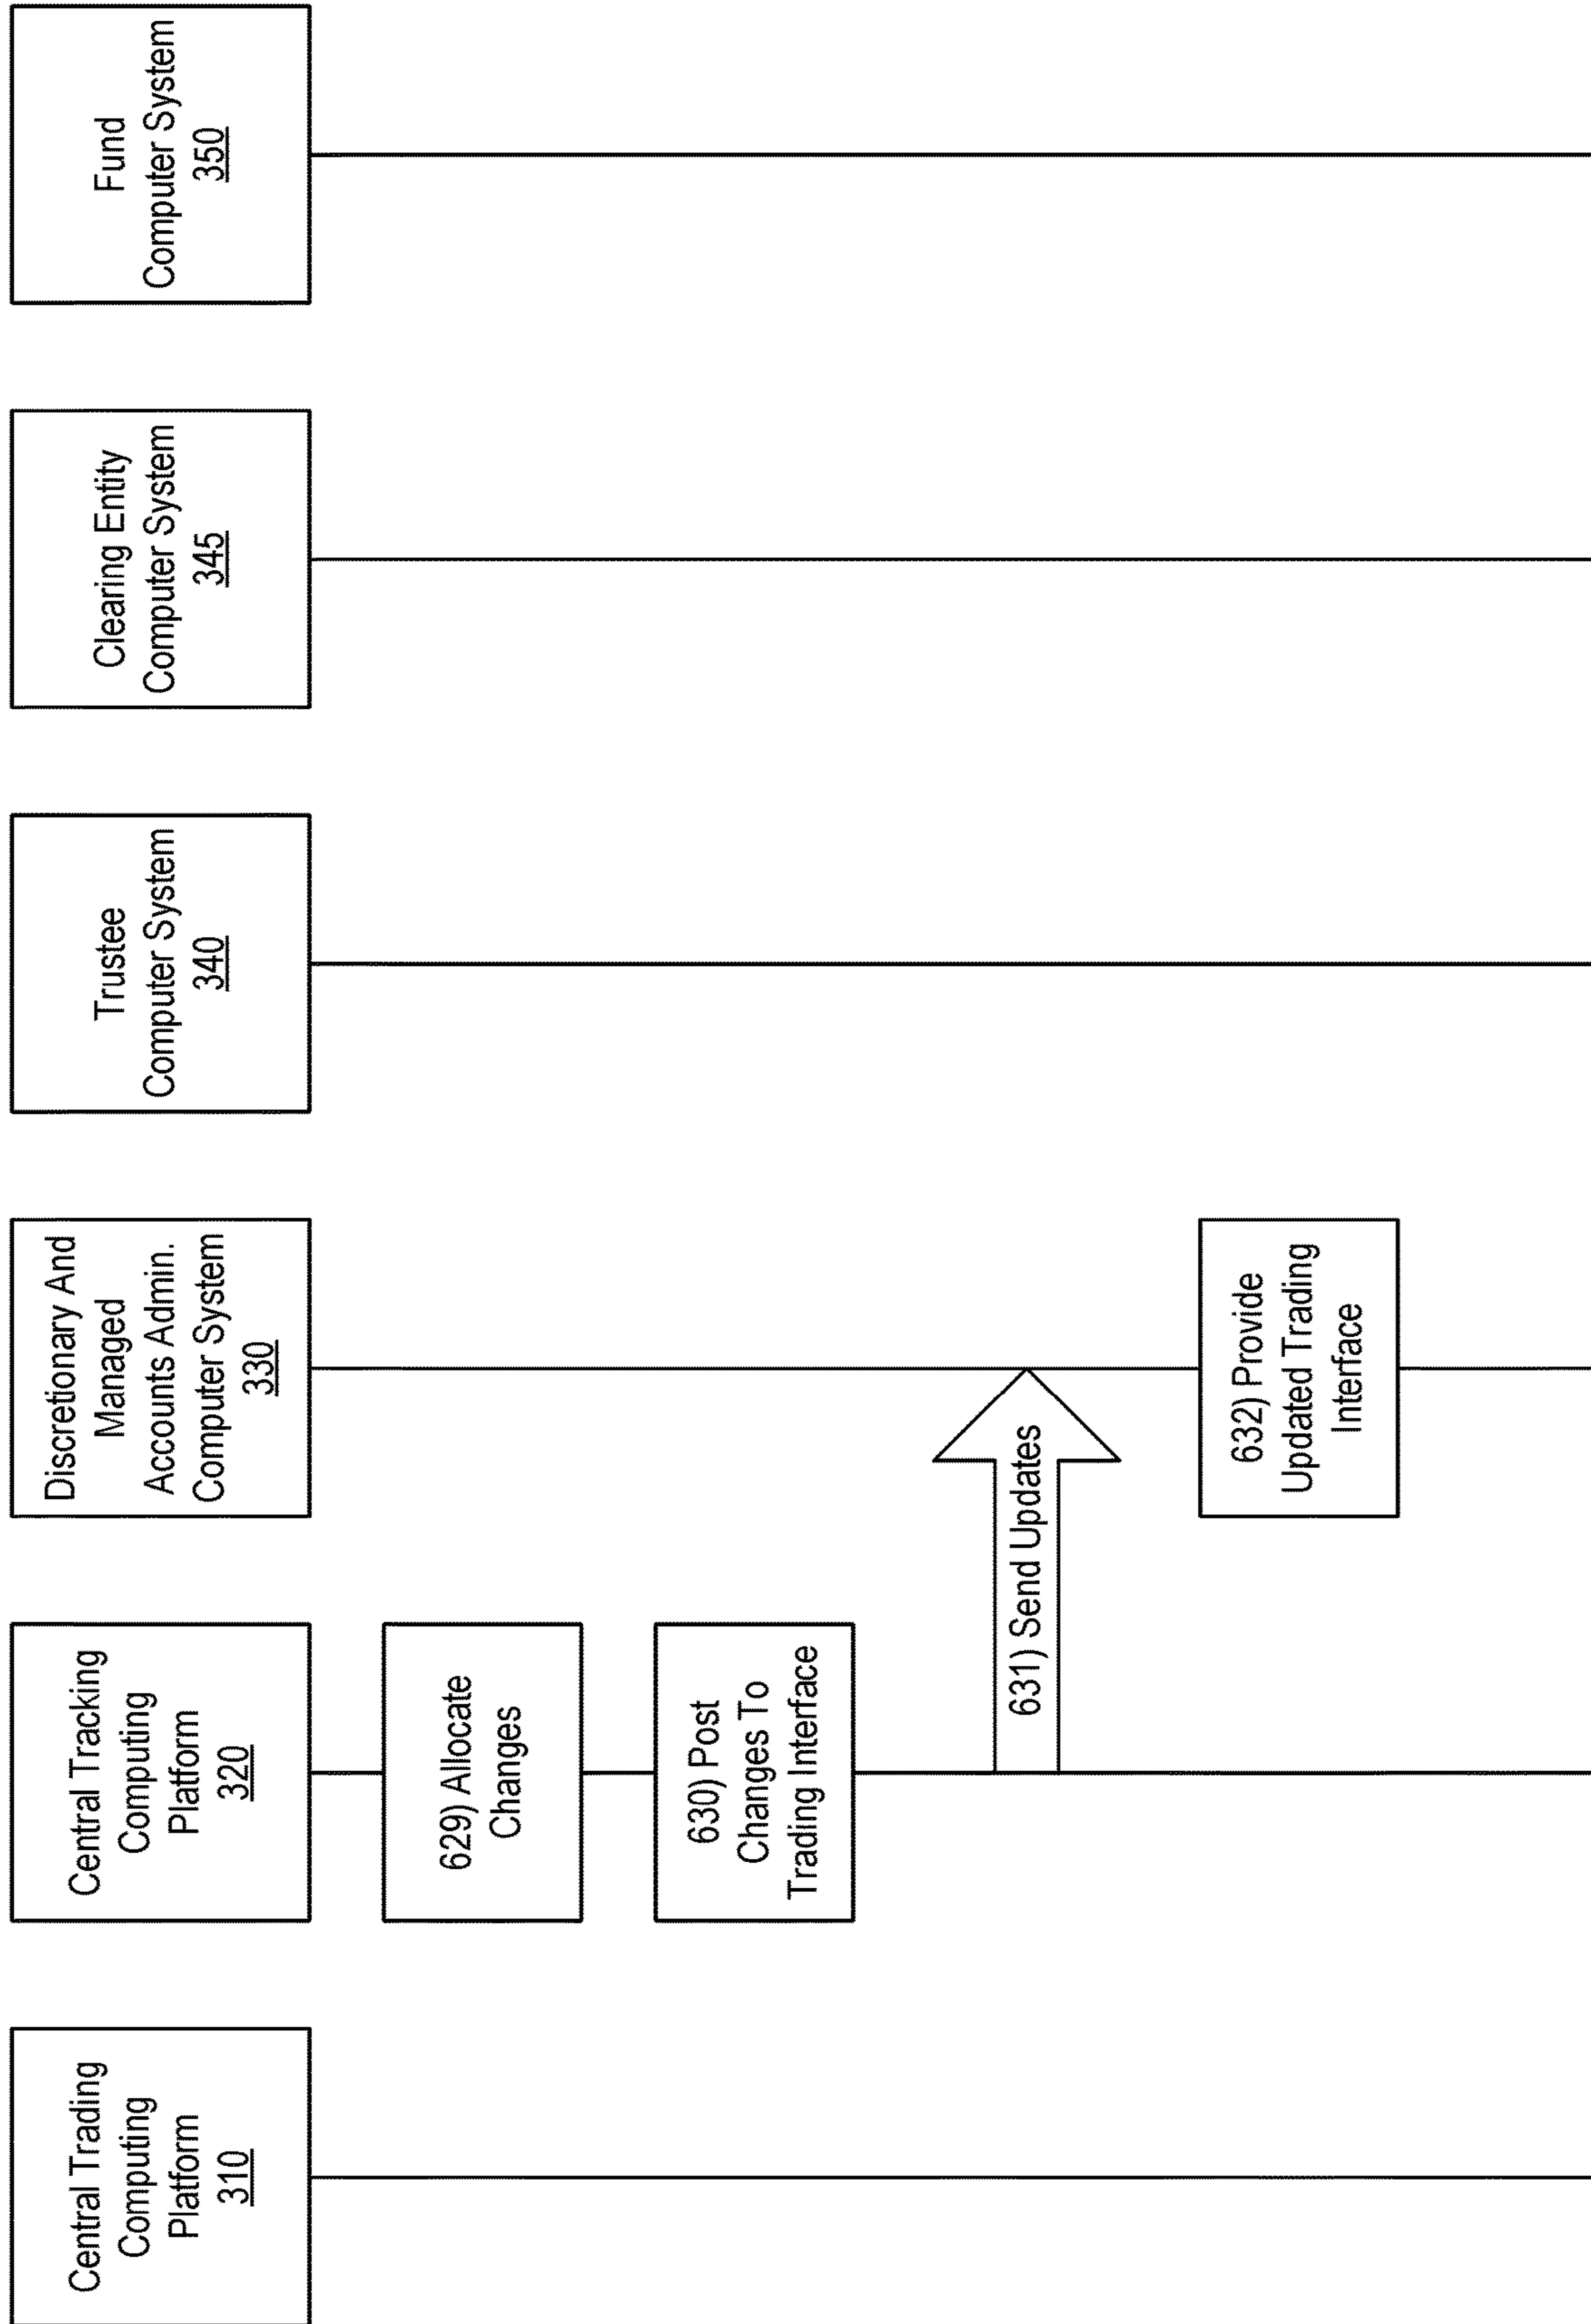 Central Trading
Computing
Platform
310
Central Tracking
Computing
Platform
320
Discretionary And
Managed
Accounts Admin.
Computer System
330
Trustee
Computer System
340
Clearing Entity
Computer System
345
Fund
Computer System
350
629) Allocate
Changes
630) Post
Changes To
Trading Interface
631) Send Updates
632) Provide
Updated Trading
Interface